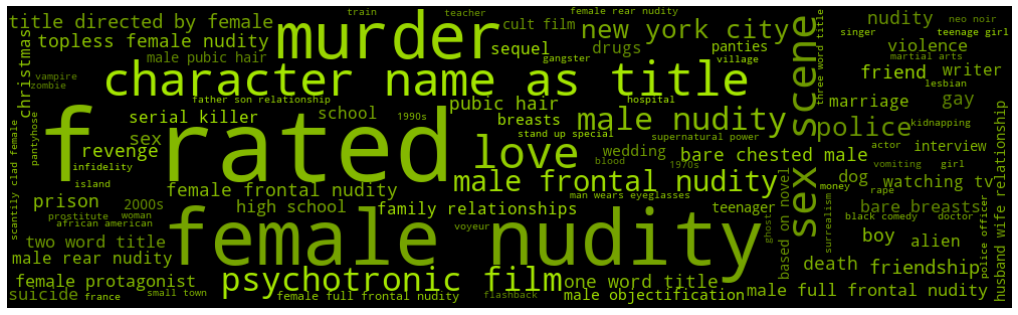 title directed by female
topless female nudity
male pubic hair
murder
train
teacher
female rear nudity
cult film
new york city
sequel
drugs
panties
gangster
village
nudity
neo noir
singer
teenage girl
violence
martial arts
friend
writer
lesbian
three word title
christmas
vampire
zombie
character name as title
father son relationship
hospital
serial killer
school
1990s
pubic hair
breasts
male nudity
marriage
gay
sex scene
scantily clad female
pantyhose
f rated
sex
revenge
infidelity
stand up special
love
supernatural power
police
kidnapping
wedding
bare chested male
actor
interview
blood
1970s
vomiting
girl
island
female frontal nudity
male frontal nudity
dog
watching tv
prison
2000s
man wears eyeglasses
money
rape
bare breasts
prostitute
woman
african american
high school
family relationships
teenager
black comedy
doctor
voyeur
ghost
based on novel
surrealism
police officer
husband wife relationship
two word title
female nudity
boy
alien
male rear nudity
female protagonist
psychotronic film
one word title
death
friendship
suicide
france
small town
female full frontal nudity
flashback
male objectification
male full frontal nudity